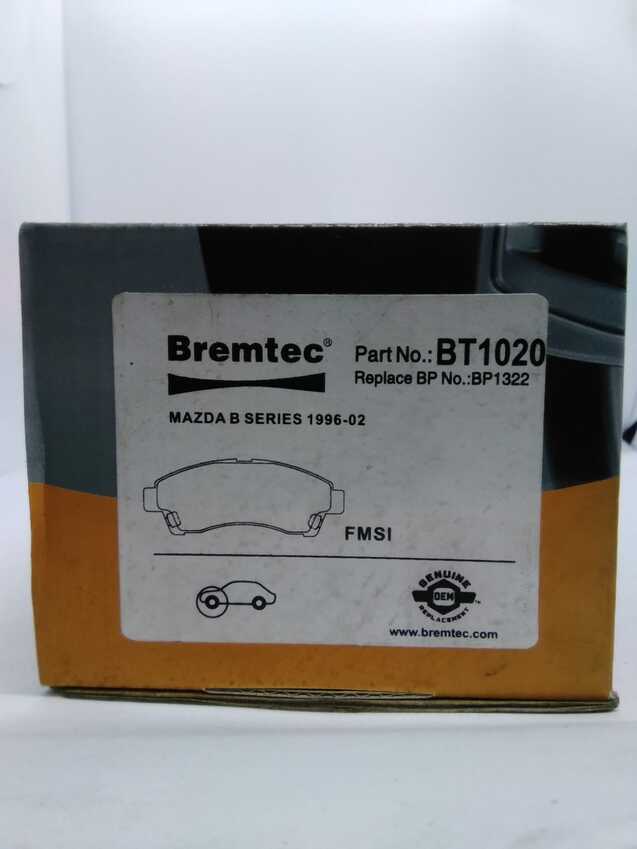 Bremtec®
Part No.: BT1020
Replace BP No.:BP1322
MAZDA B SERIES 1996-02
FMSI
GENUINE
OEM
REPLACEMENT
™
www.bremtec.com